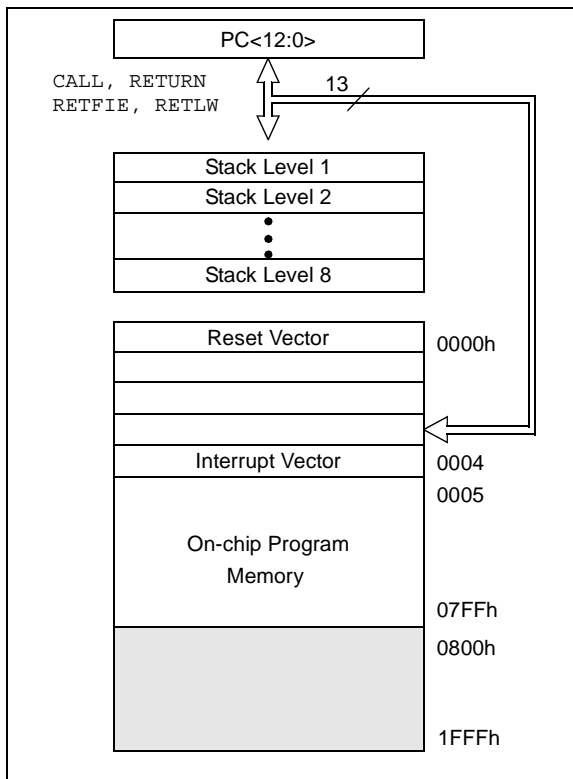 PC<12:0>
CALL, RETURN
RETFIE, RETLW
13
Stack Level 1
Stack Level 2
Stack Level 8
Reset Vector
0000h
Interrupt Vector
0004
0005
On-chip Program
Memory
07FFh
0800h
1FFFh